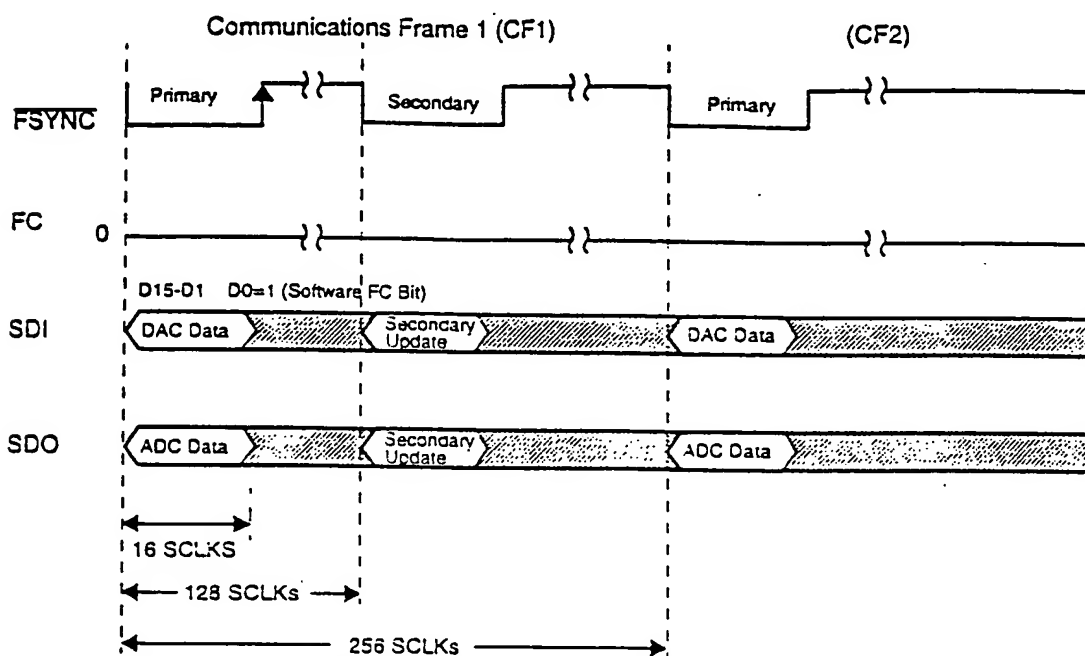 Communications Frame 1 (CF1)
(CF2)
FSYNC
Primary
Secondary
Primary
FC
0
D15-D1 D0=1 (Software FC Bit)
SDI
DAC Data
Secondary
Update
DAC Data
SDO
ADC Data
Secondary
Update
ADC Data
16 SCLKS
128 SCLKs
256 SCLKs